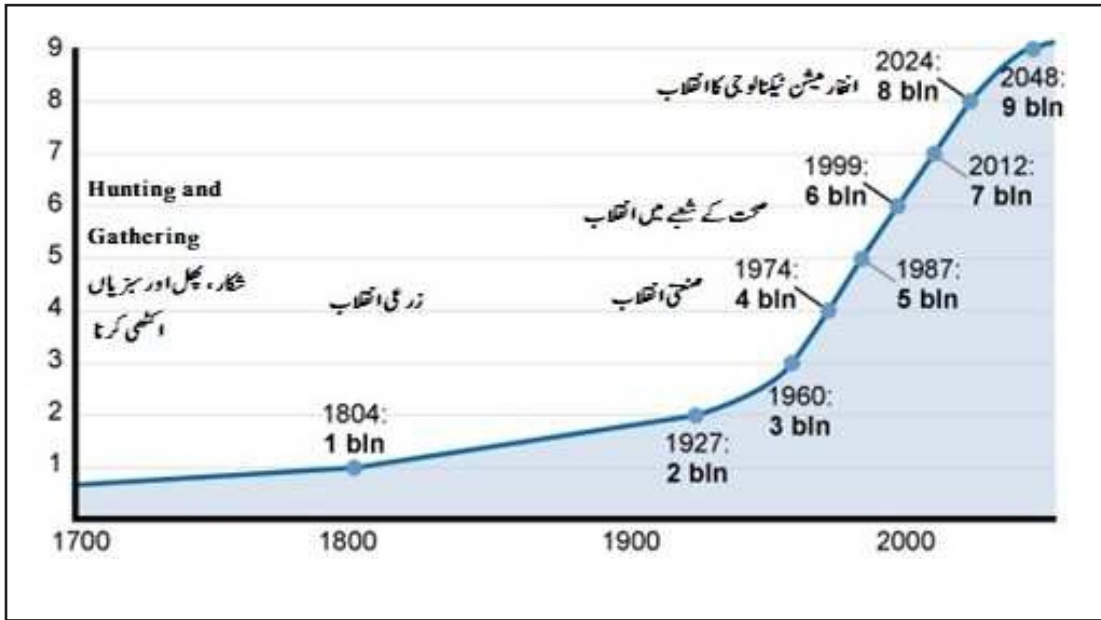 9
8
7
6
5
4
3
2
1
Hunting and
Gathering
شکار، پھل اور سبزیاں
اکٹھی کرنا
زرعی انقلاب
صنعتی انقلاب
صحت کے شعبے میں انقلاب
انفارمیشن ٹیکنالوجی کا انقلاب
1804:
1 bln
1927:
2 bln
1960:
3 bln
1974:
4 bln
1987:
5 bln
1999:
6 bln
2012:
7 bln
2024:
8 bln
2048:
9 bln
1700
1800
1900
2000